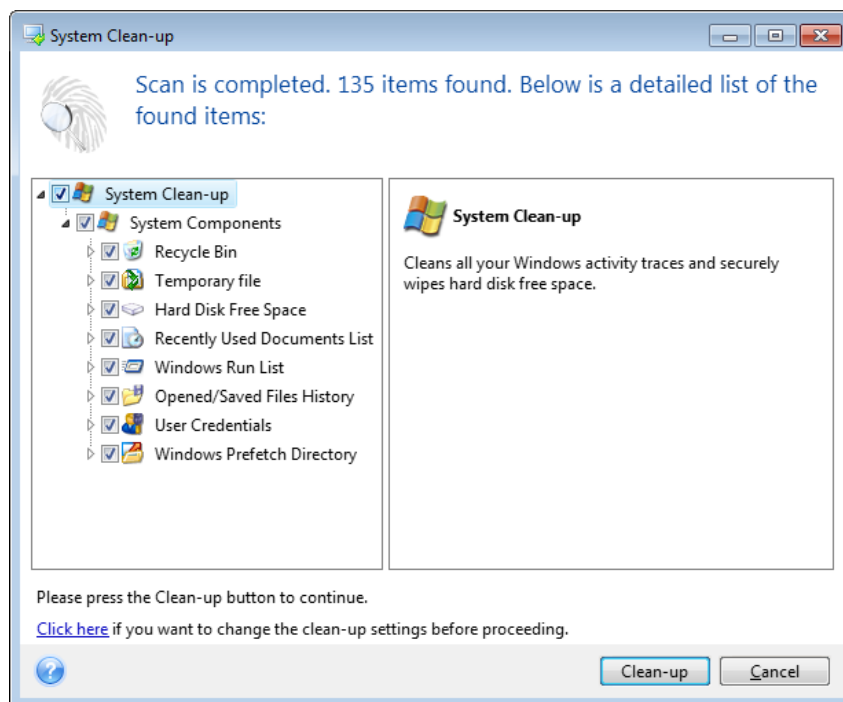 System Clean-up
Scan is completed. 135 items found. Below is a detailed list of the
found items:
System Clean-up
System Components
Recycle Bin
Temporary file
Hard Disk Free Space
Recently Used Documents List
Windows Run List
Opened/Saved Files History
User Credentials
Windows Prefetch Directory
System Clean-up
Cleans all your Windows activity traces and securely
wipes hard disk free space.
Please press the Clean-up button to continue.
Click here if you want to change the clean-up settings before proceeding.
Clean-up
Cancel